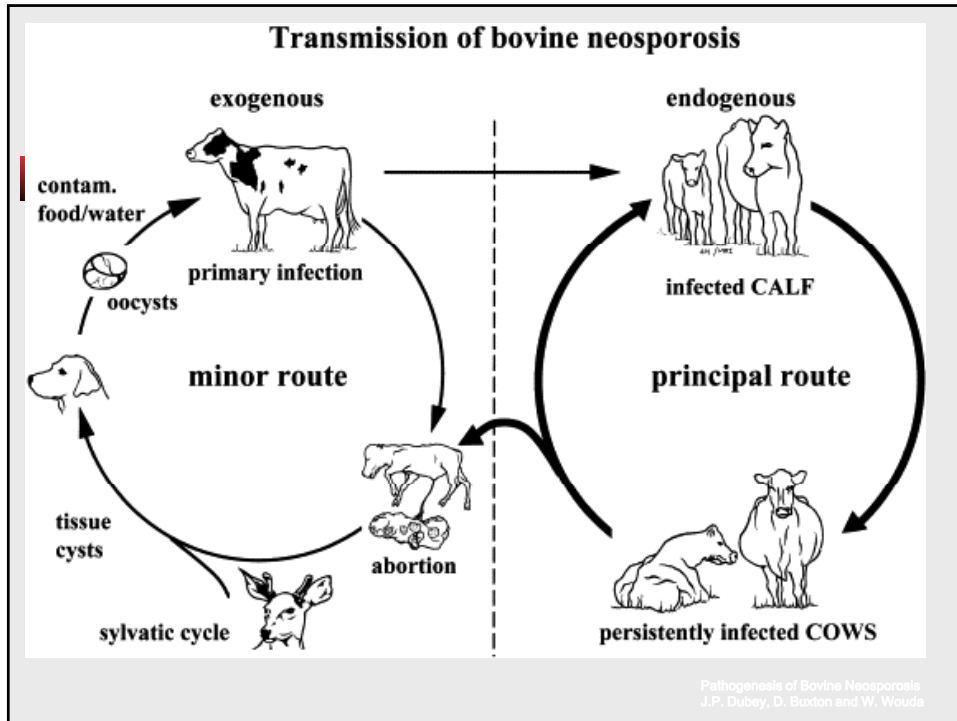 Transmission of bovine neosporosis
exogenous
endogenous
contam.
food/water
primary infection
oocysts
infected CALF
minor route
principal route
tissue
cysts
abortion
sylvatic cycle
persistently infected COWS
Pathogenesis of Bovine Neosporosis
J.P. Dubey, D. Buxton and W. Wouda